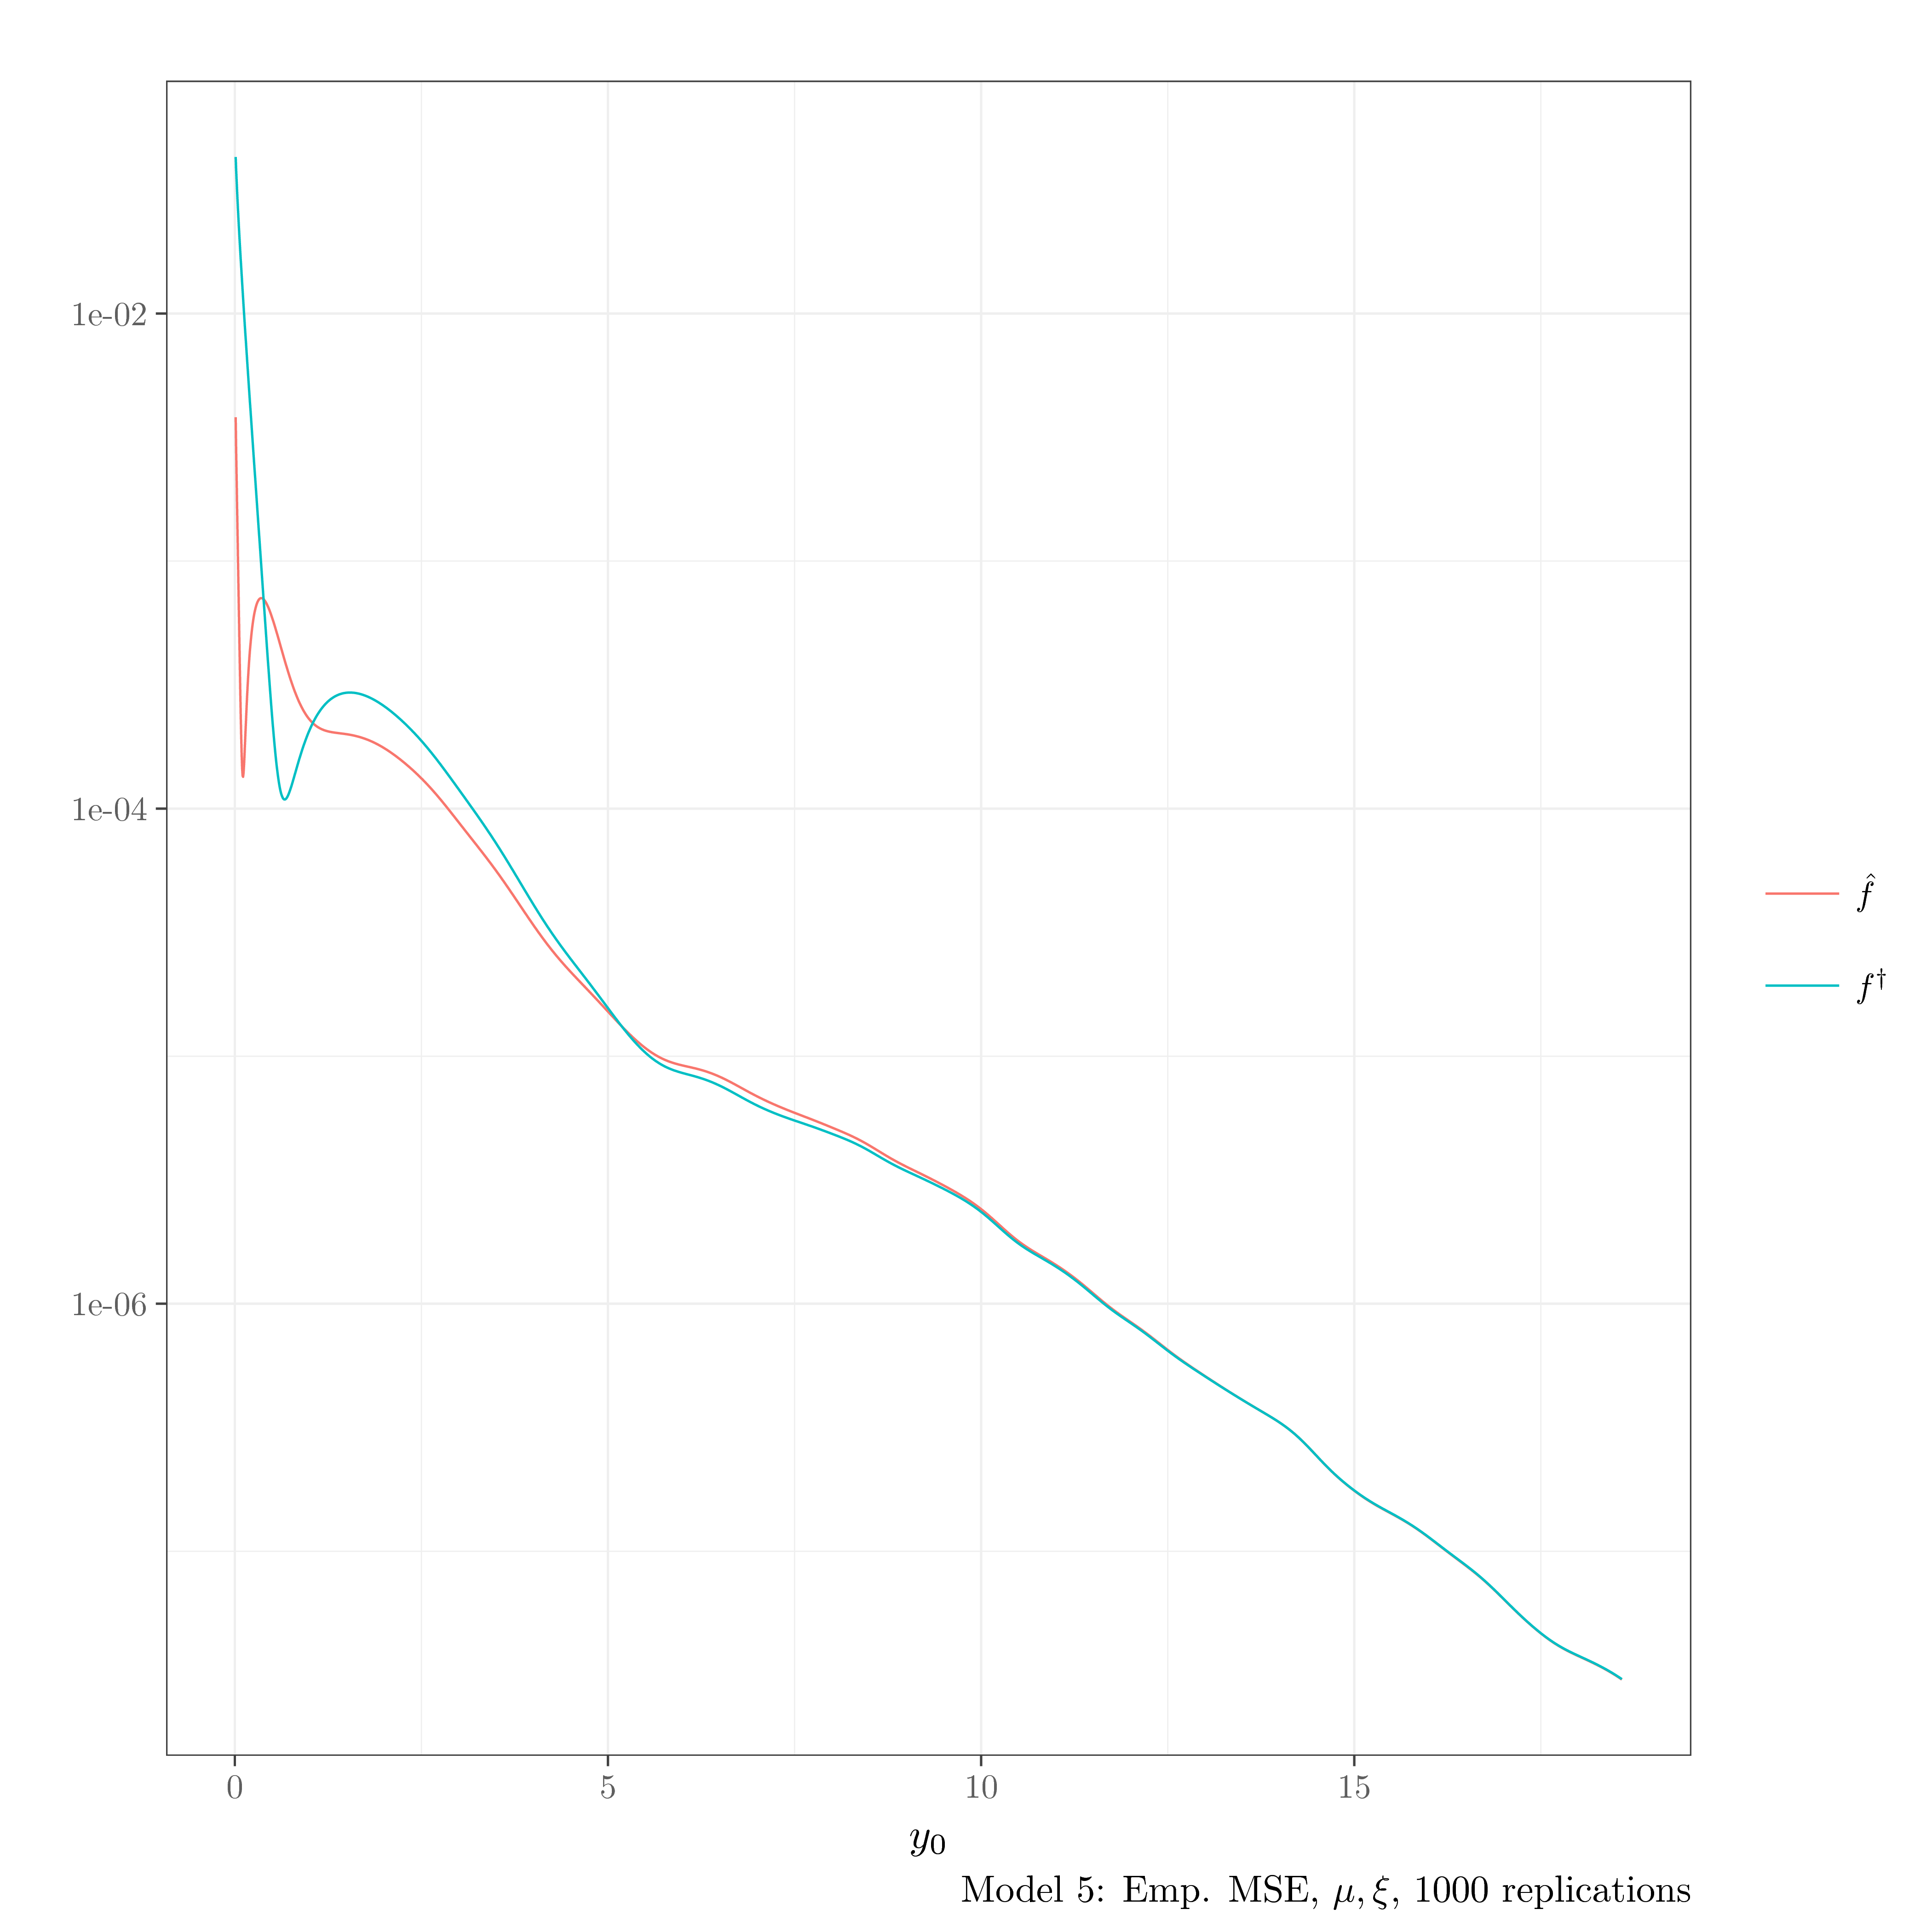 1e-02
1e-04
1e-06
0 5 10 15
y₀
f̂
f†
Model 5: Emp. MSE, μ, ξ, 1000 replications